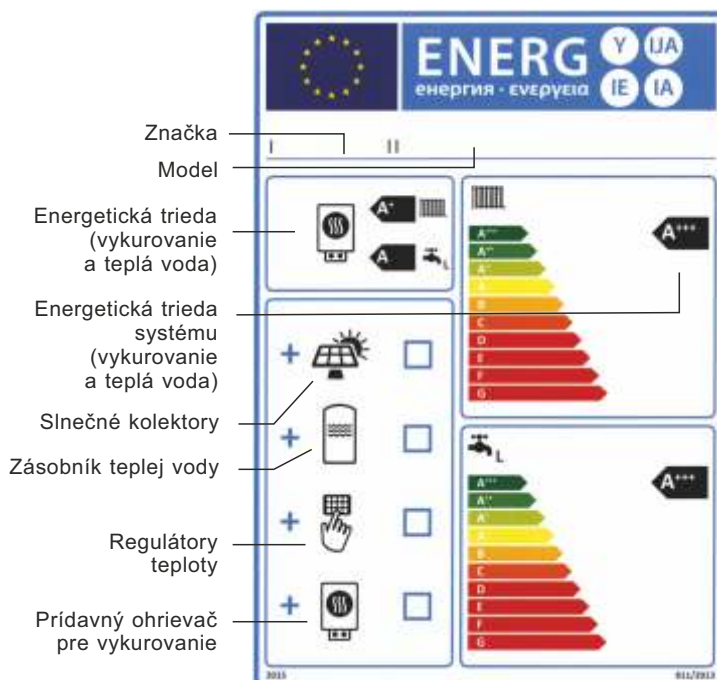 ENERG Y IJA
енергия · ενεργεια IE IA
Značka
I II
Model
Energetická trieda
(vykurovanie
a teplá voda)
A+
A
L
Energetická trieda
systému
(vykurovanie
a teplá voda)
Slnečné kolektory
Zásobník teplej vody
Regulátory
teploty
Prídavný ohrievač
pre vykurovanie
+
+
+
+
A+++
A++
A+
A
B
C
D
E
F
G
A+++
L
A+++
A++
A+
A
B
C
D
E
F
G
A+++
2015
811/2013